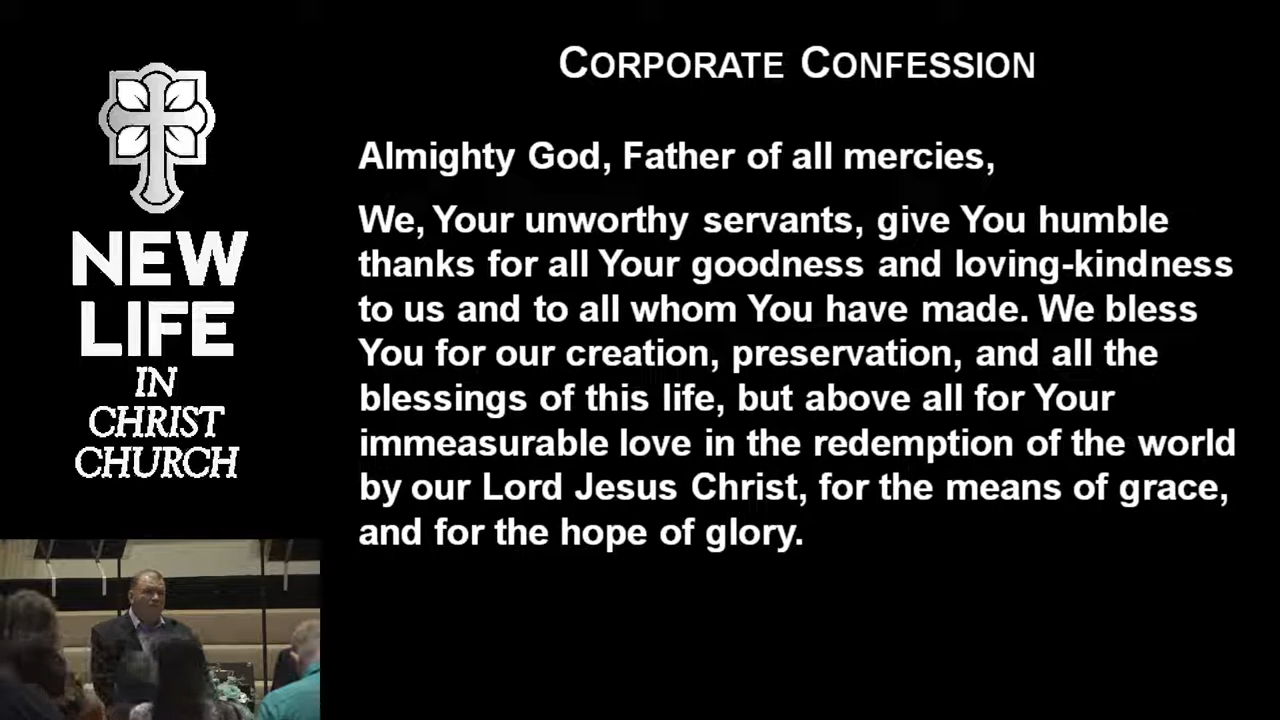 CORPORATE CONFESSION
Almighty God, Father of all mercies,
We, Your unworthy servants, give You humble
thanks for all Your goodness and loving-kindness
to us and to all whom You have made. We bless
You for our creation, preservation, and all the
blessings of this life, but above all for Your
immeasurable love in the redemption of the world
by our Lord Jesus Christ, for the means of grace,
and for the hope of glory.
NEW
LIFE
IN
CHRIST
CHURCH